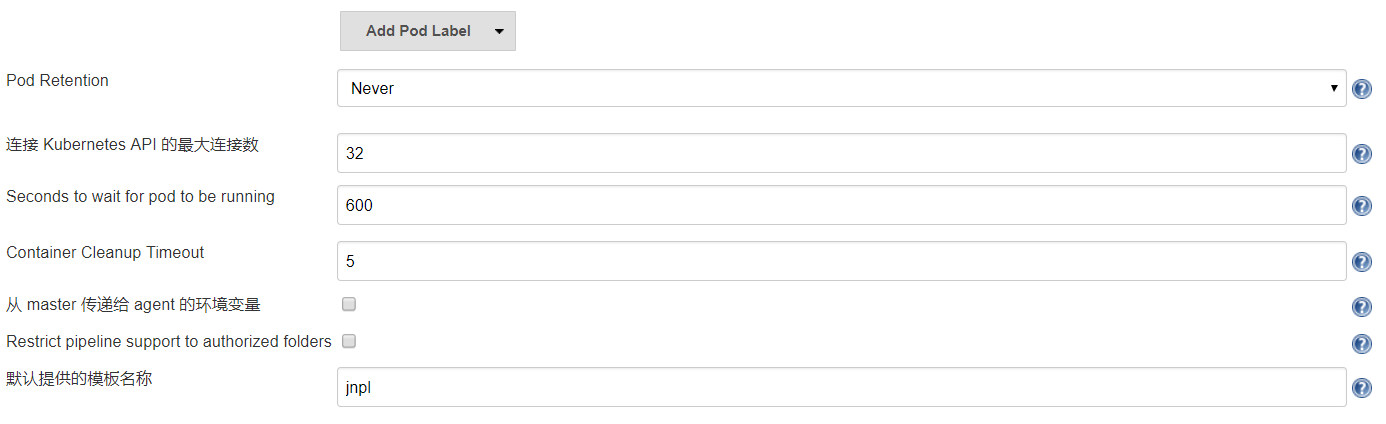 Add Pod Label
Pod Retention
Never
连接 Kubernetes API 的最大连接数
32
Seconds to wait for pod to be running
600
Container Cleanup Timeout
5
从 master 传递给 agent 的环境变量
Restrict pipeline support to authorized folders
默认提供的模板名称
jnpl